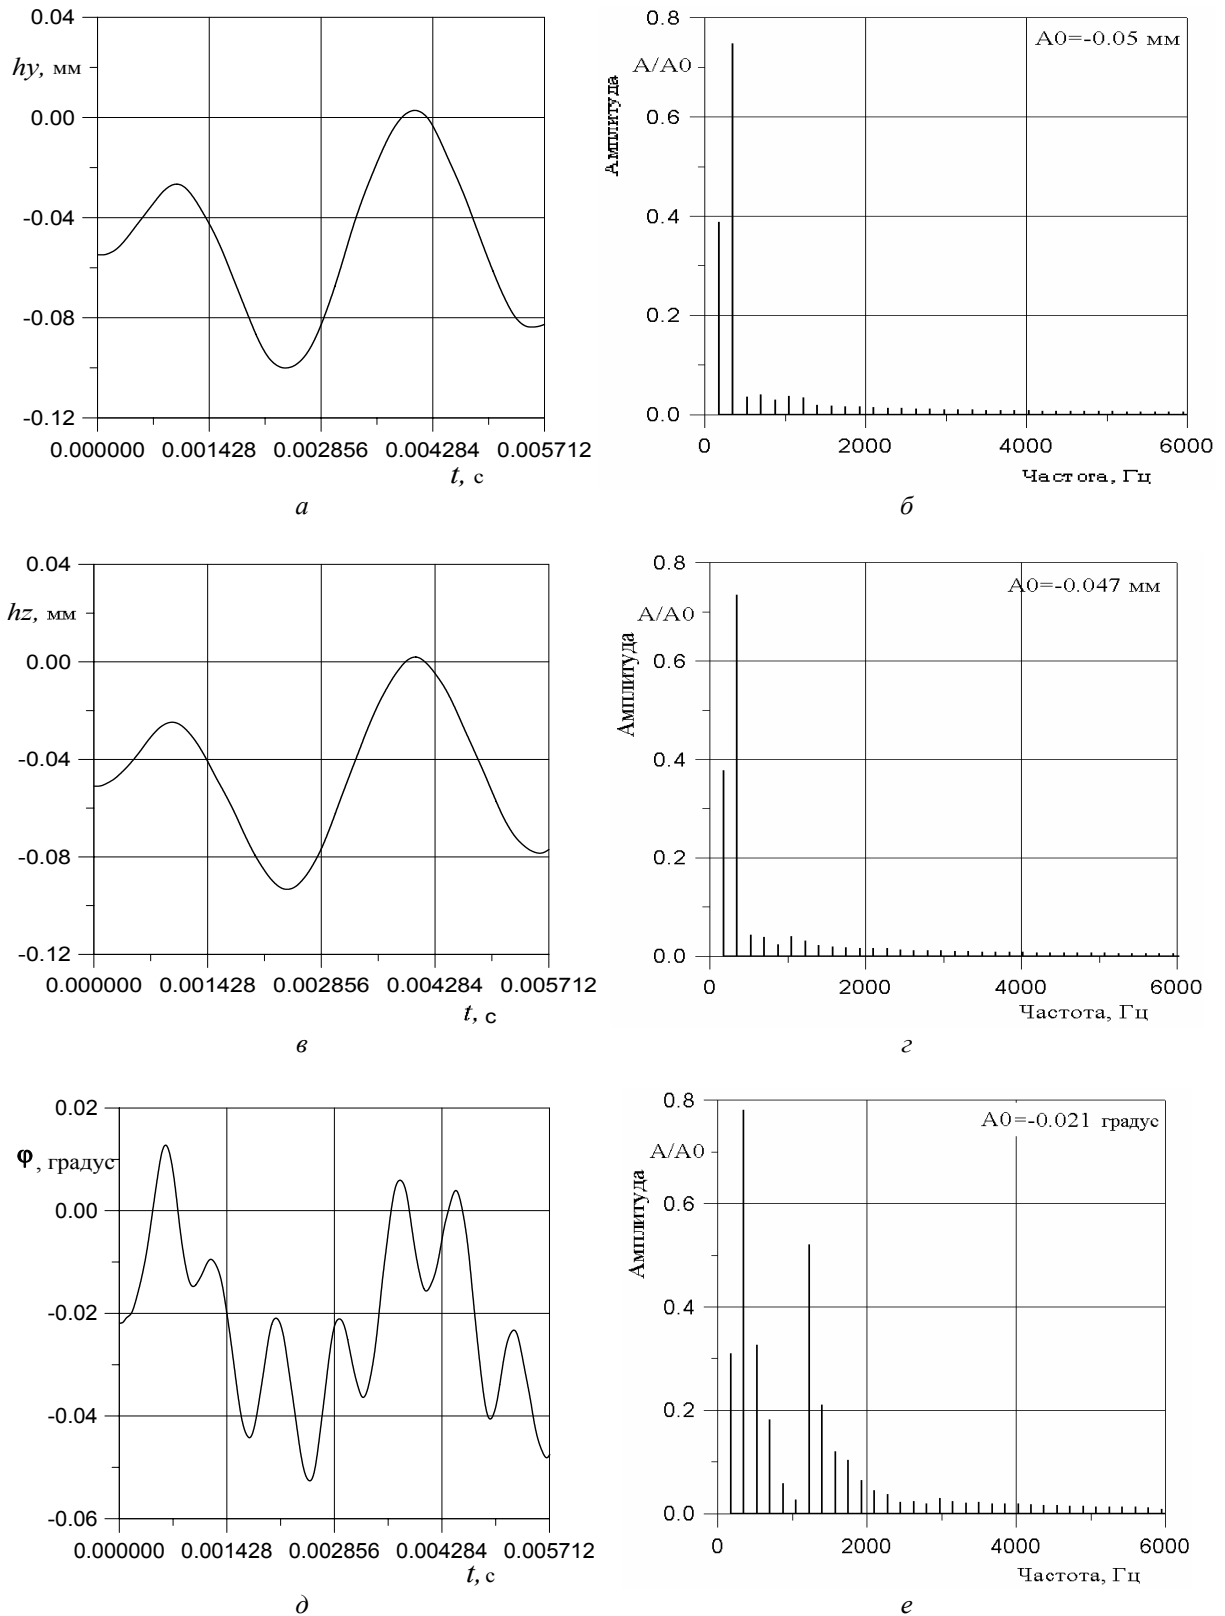 0.04
hy, мм
0.00
-0.04
-0.08
-0.12
0.000000 0.001428 0.002856 0.004284 0.005712
t, с
а
0.8
A0=-0.05 мм
A/A0
Амплитуда
0.6
0.4
0.2
0.0
0 2000 4000 6000
Частота, Гц
б
0.04
hz, мм
0.00
-0.04
-0.08
-0.12
0.000000 0.001428 0.002856 0.004284 0.005712
t, с
в
0.8
A0=-0.047 мм
A/A0
Амплитуда
0.6
0.4
0.2
0.0
0 2000 4000 6000
Частота, Гц
г
0.02
φ, градус
0.00
-0.02
-0.04
-0.06
0.000000 0.001428 0.002856 0.004284 0.005712
t, с
д
0.8
A0=-0.021 градус
A/A0
Амплитуда
0.6
0.4
0.2
0.0
0 2000 4000 6000
Частота, Гц
е